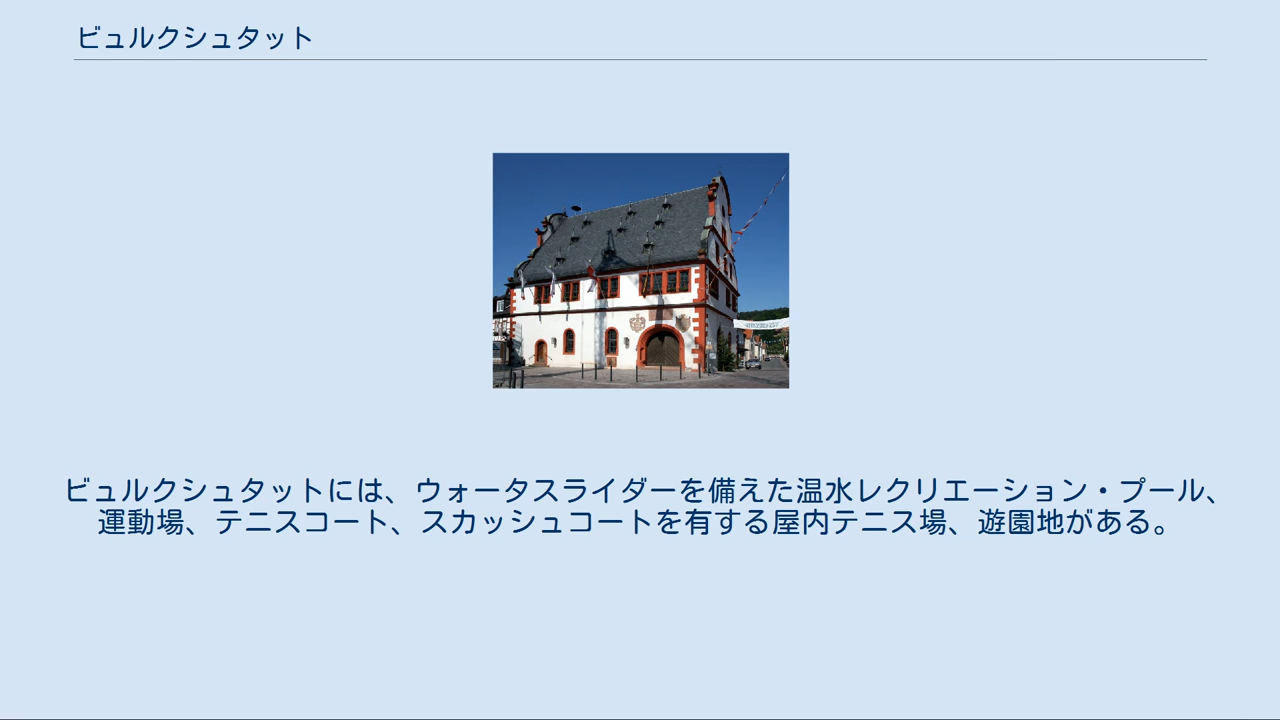 ビュルクシュタット
ビュルクシュタットには、ウォータスライダーを備えた温水レクリエーション・プール、
運動場、テニスコート、スカッシュコートを有する屋内テニス場、遊園地がある。